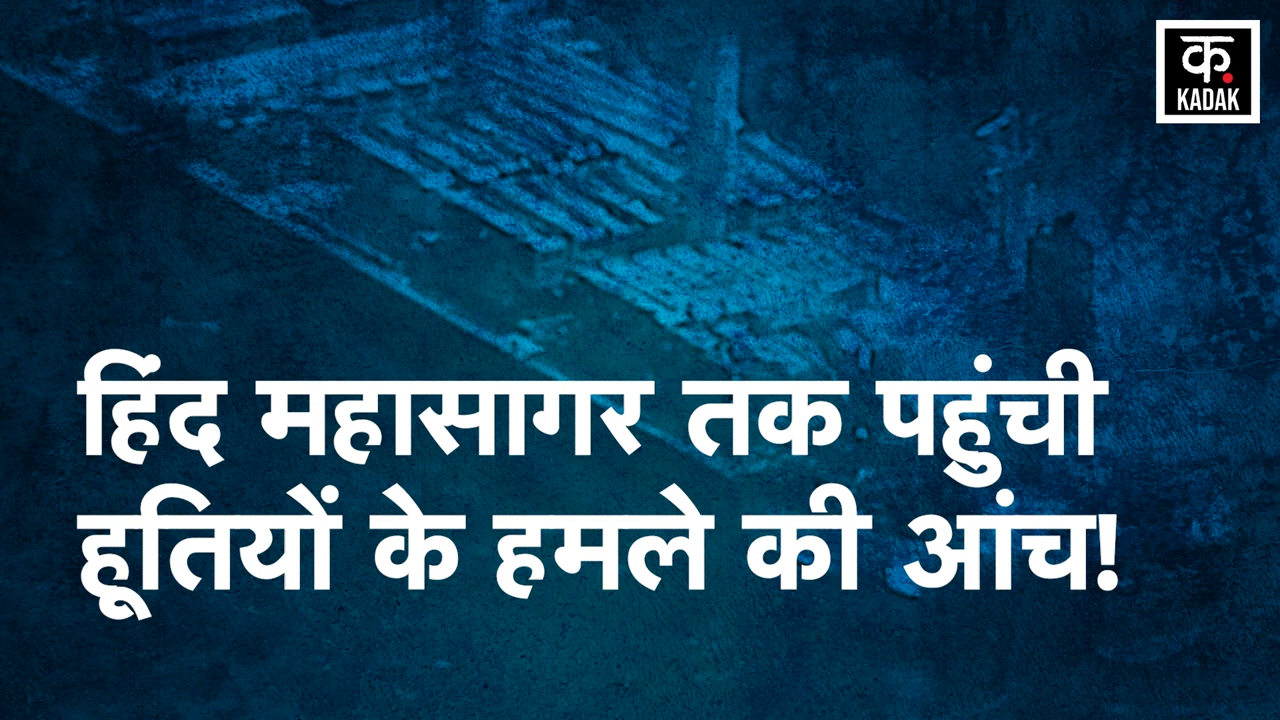 क.
KADAK
हिंद महासागर तक पहुंची
हूतियों के हमले की आंच!